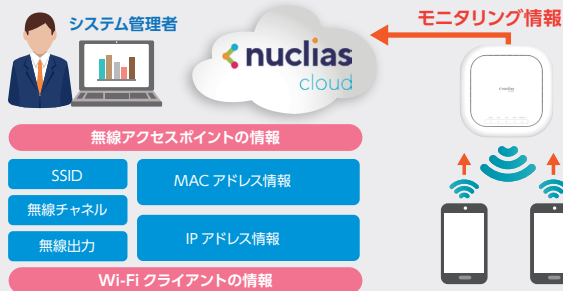 システム管理者
モニタリング情報
nuclias
cloud
無線アクセスポイントの情報
SSID
MAC アドレス情報
無線チャネル
無線出力
IP アドレス情報
Wi-Fi クライアントの情報